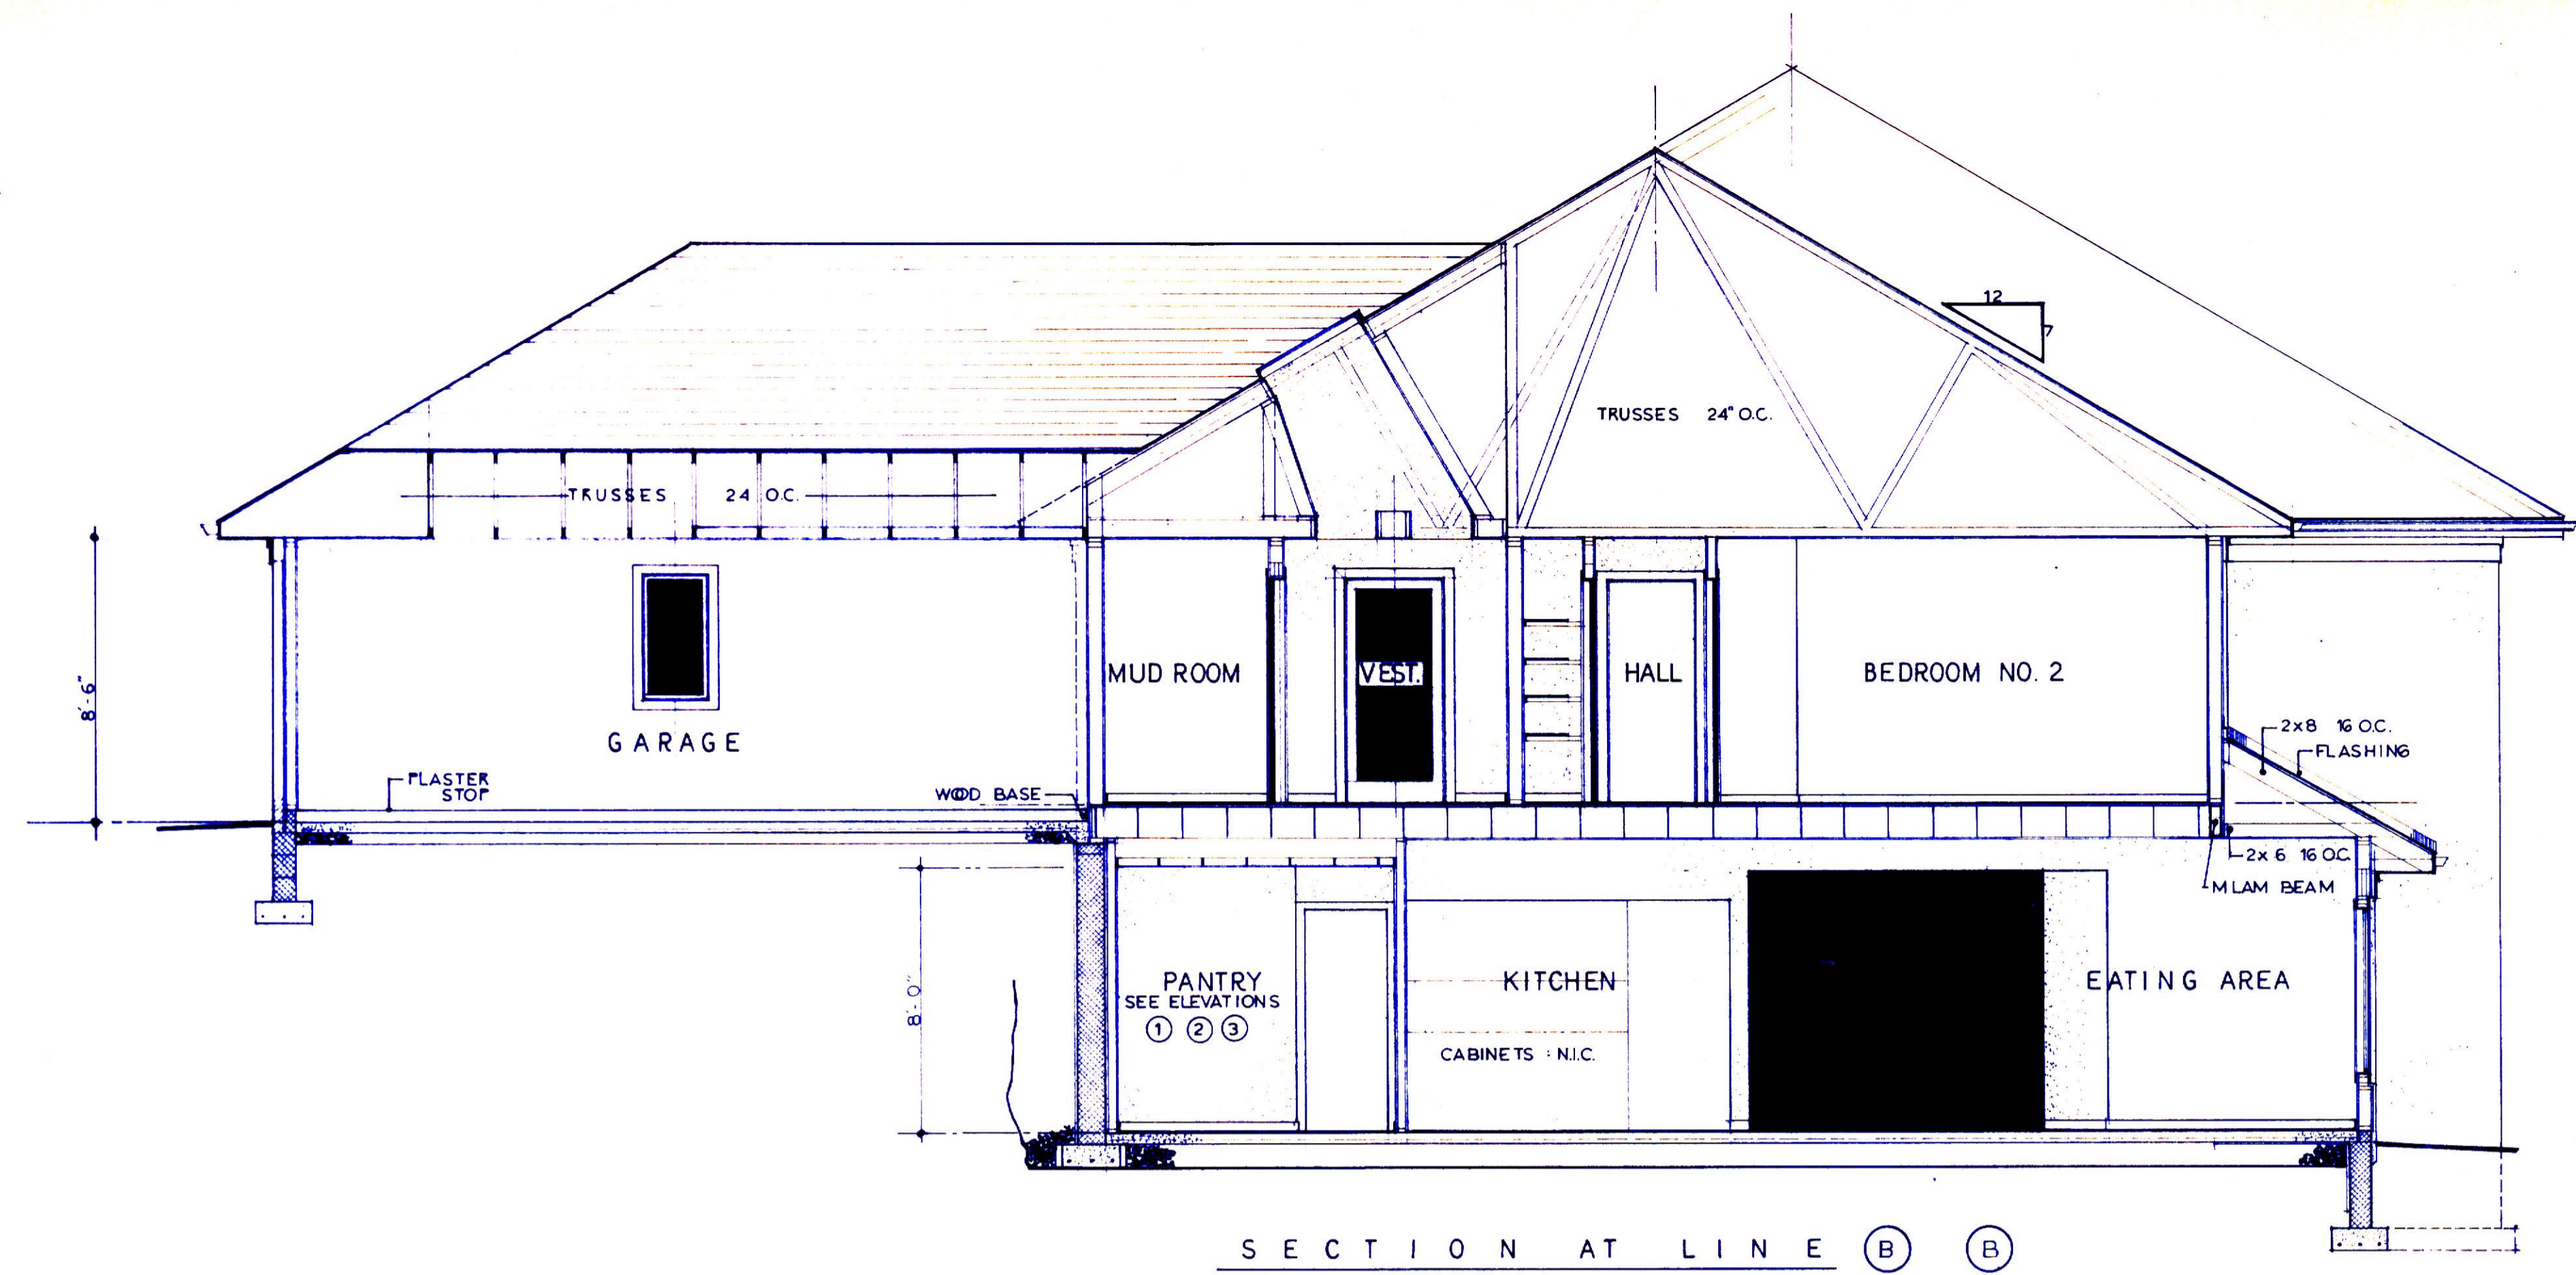 12
7
TRUSSES 24" O.C.
TRUSSES 24 O.C.
8'-6"
MUD ROOM
VEST.
HALL
BEDROOM NO. 2
GARAGE
2x8 16 O.C.
FLASHING
PLASTER
STOP
WOOD BASE
2x6 16 O.C.
MLAM BEAM
8'-0"
PANTRY
SEE ELEVATIONS
1 2 3
KITCHEN
EATING AREA
CABINETS : N.I.C.
SECTION AT LINE B B